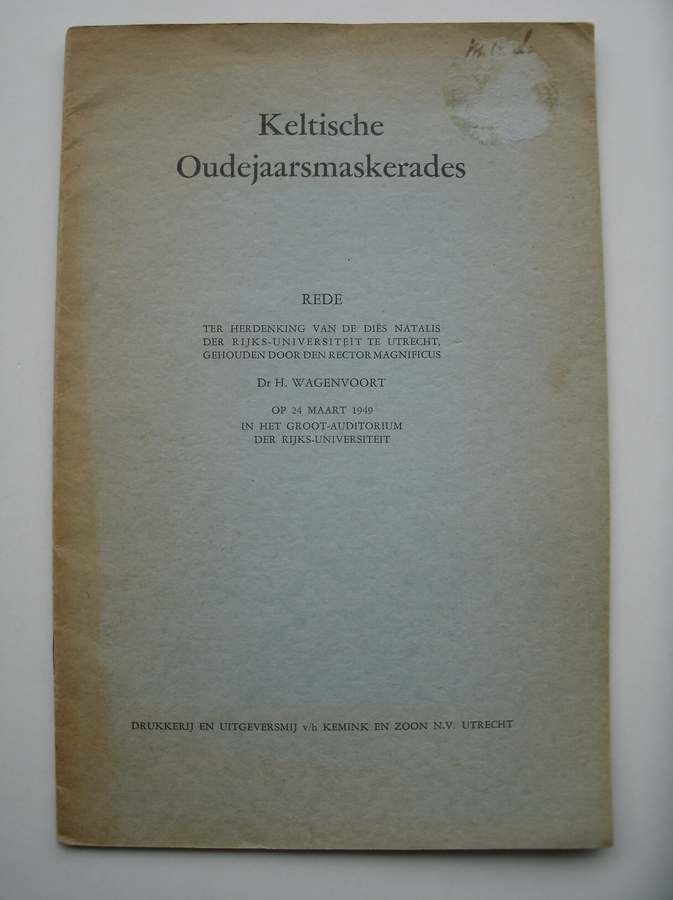 Keltische
Oudejaarsmaskerades
REDE
TER HERDENKING VAN DE DIËS NATALIS
DER RIJKS-UNIVERSITEIT TE UTRECHT,
GEHOUDEN DOOR DEN RECTOR MAGNIFICUS
Dr H. WAGENVOORT
OP 24 MAART 1949
IN HET GROOT-AUDITORIUM
DER RIJKS-UNIVERSITEIT
DRUKKERIJ EN UITGEVERSMIJ v/h KEMINK EN ZOON N.V. UTRECHT